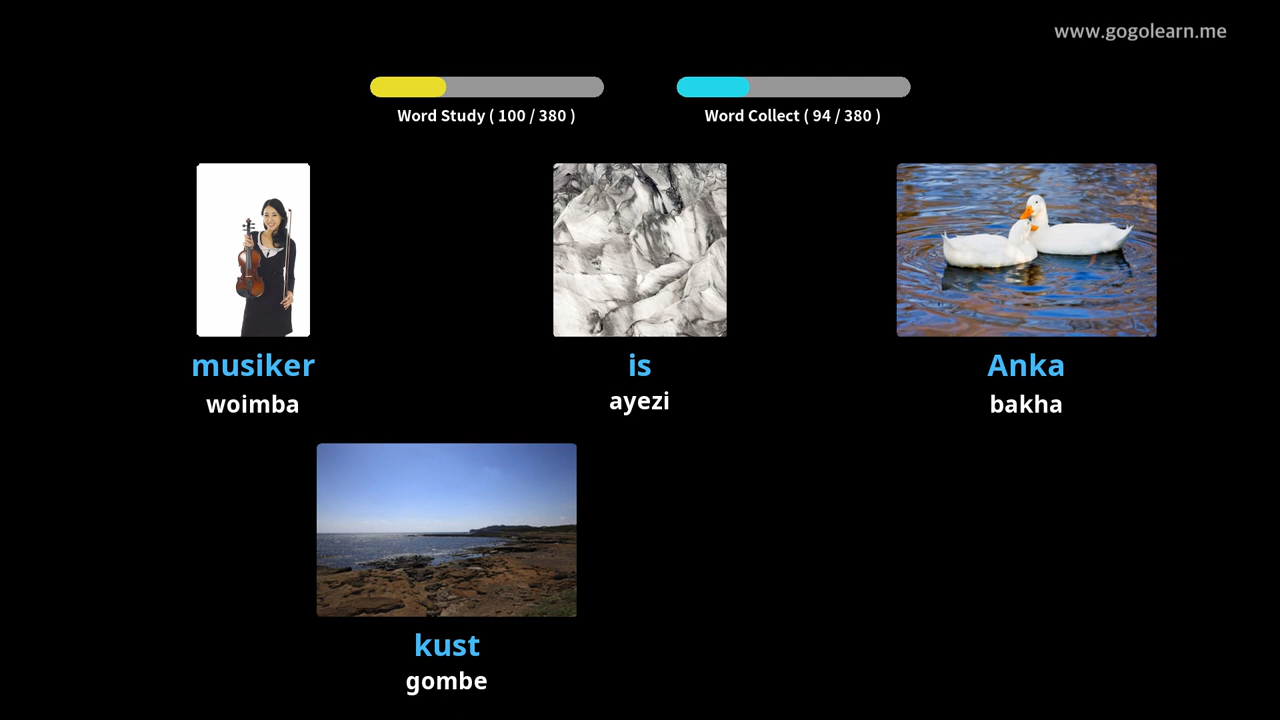 www.gogolearn.me
Word Study ( 100 / 380 )
Word Collect ( 94 / 380 )
musiker
woimba
is
ayezi
Anka
bakha
kust
gombe